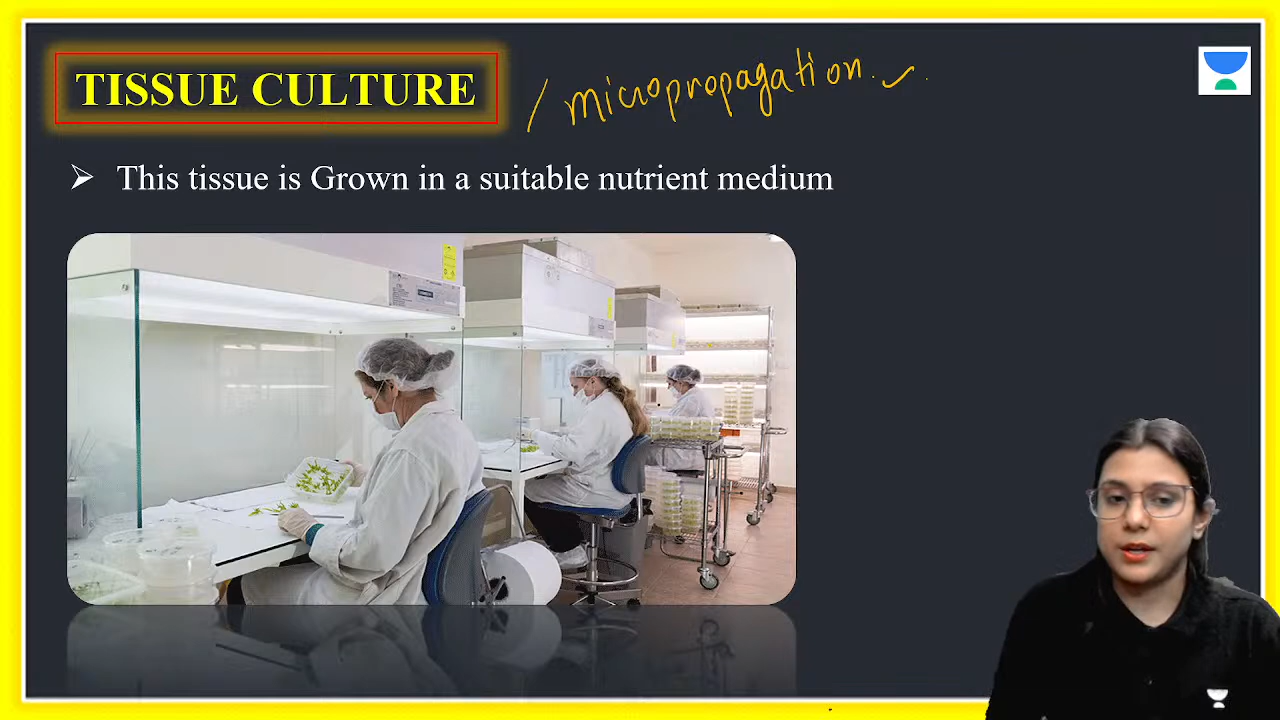 TISSUE CULTURE / micropropagation.
This tissue is Grown in a suitable nutrient medium